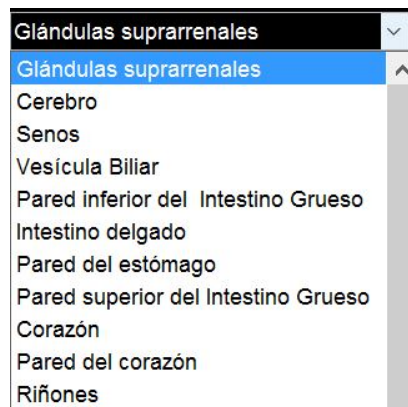 Glándulas suprarrenales
Glándulas suprarrenales
Cerebro
Senos
Vesícula Biliar
Pared inferior del  Intestino Grueso
Intestino delgado
Pared del estómago
Pared superior del Intestino Grueso
Corazón
Pared del corazón
Riñones